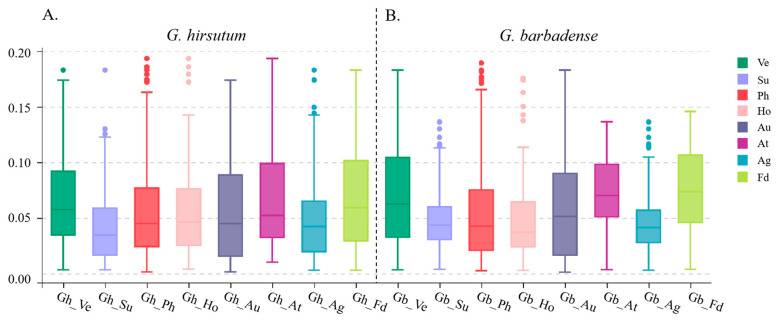 A.
B.
G. hirsutum
G. barbadense
0.20
0.15
0.10
0.05
0.00
Gh_Ve
Gh_Su
Gh_Ph
Gh_Ho
Gh_Au
Gh_At
Gh_Ag
Gh_Fd
Gb_Ve
Gb_Su
Gb_Ph
Gb_Ho
Gb_Au
Gb_At
Gb_Ag
Gb_Fd
Ve
Su
Ph
Ho
Au
At
Ag
Fd